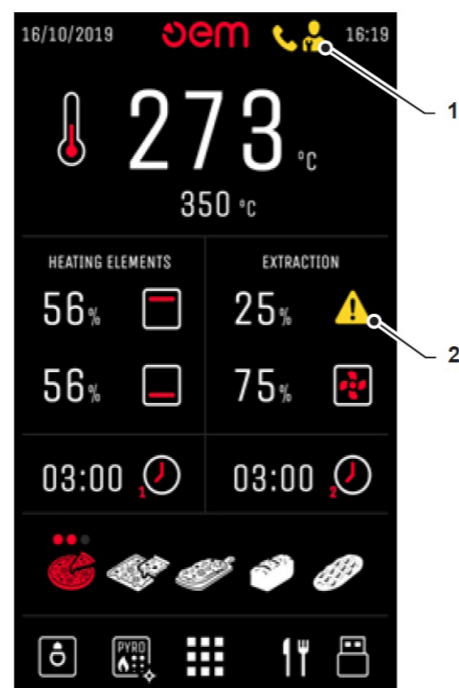 16/10/2019 oem 16:19
1
273 °C
350 °C
HEATING ELEMENTS EXTRACTION
56% 25%
2
56% 75%
03:00 1 03:00 2
PYRO